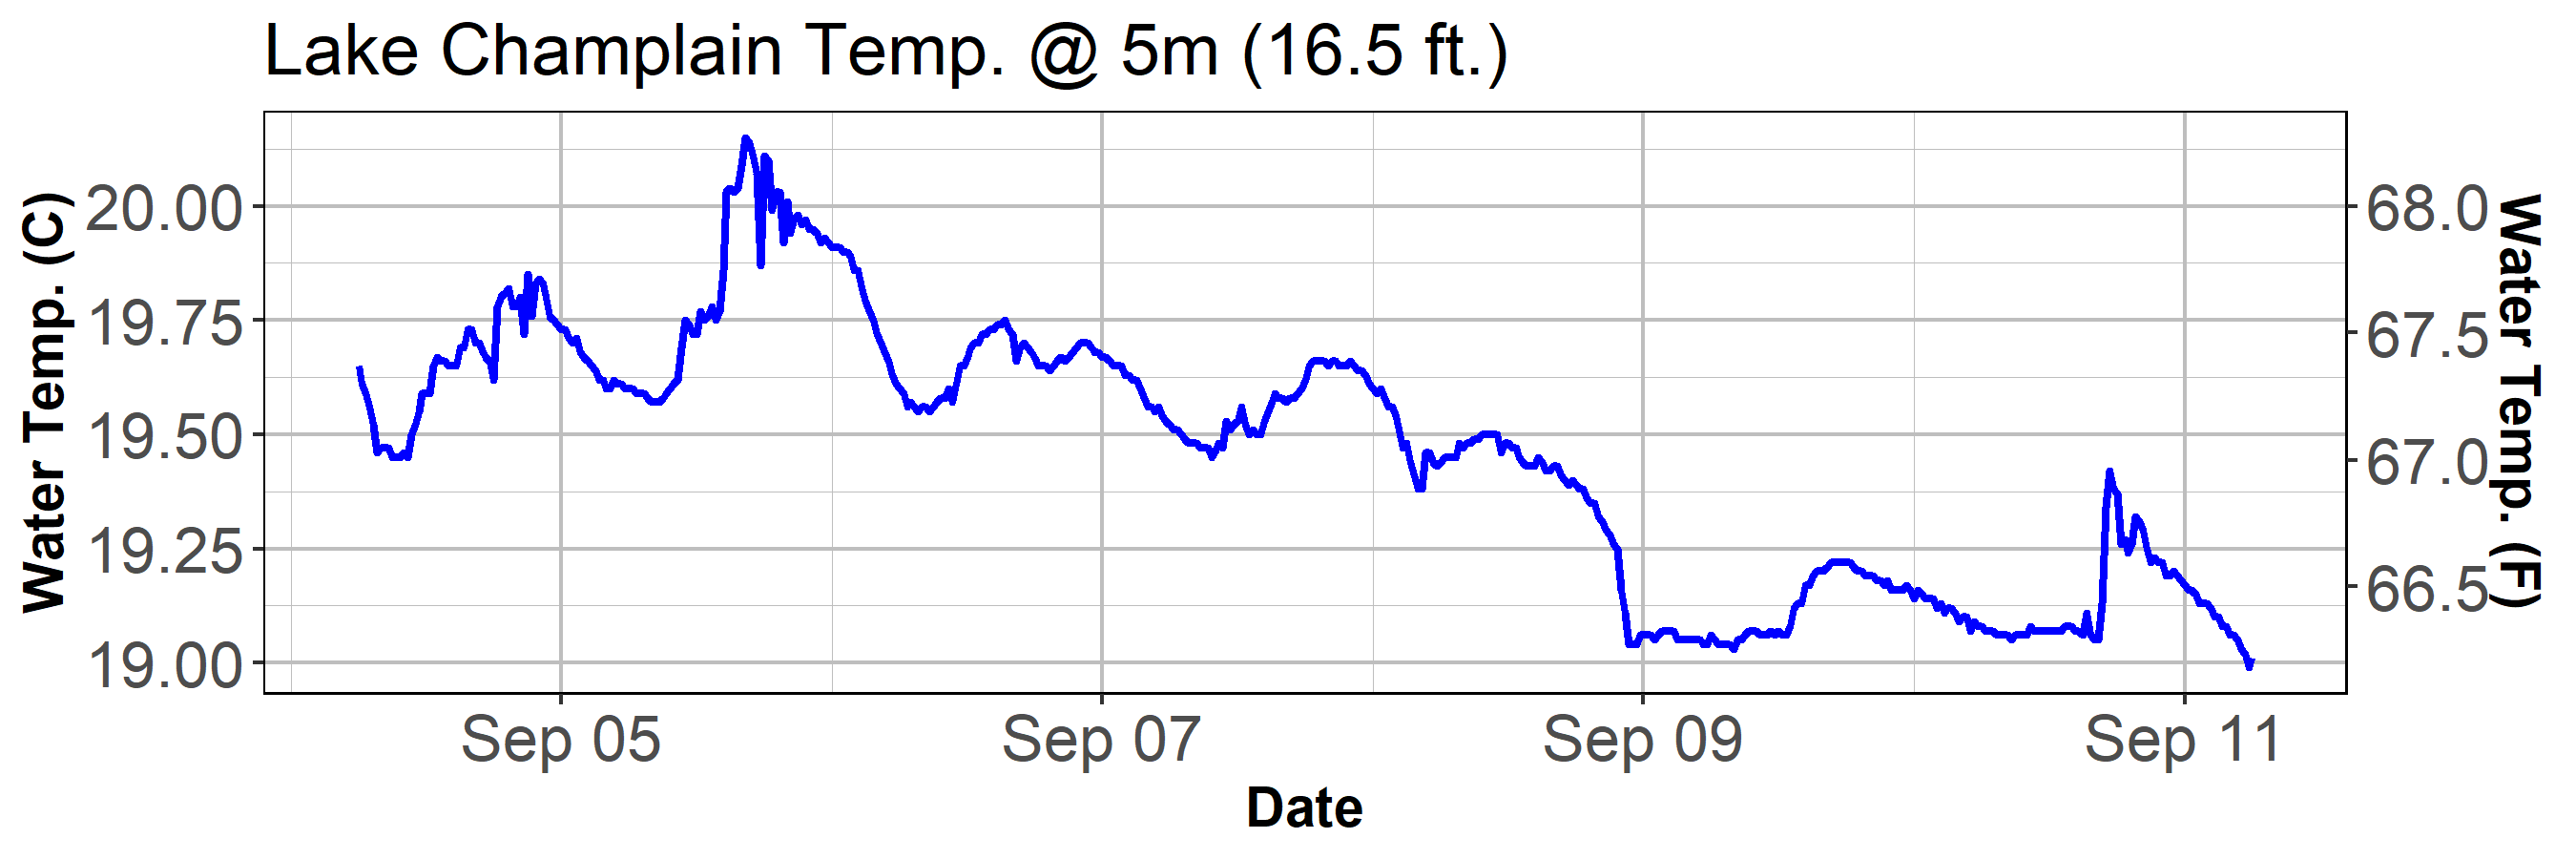 Lake Champlain Temp. @ 5m (16.5 ft.)
Water Temp. (C)
20.00
19.75
19.50
19.25
19.00
68.0
67.5
67.0
66.5
Water Temp. (F)
Sep 05
Sep 07
Sep 09
Sep 11
Date